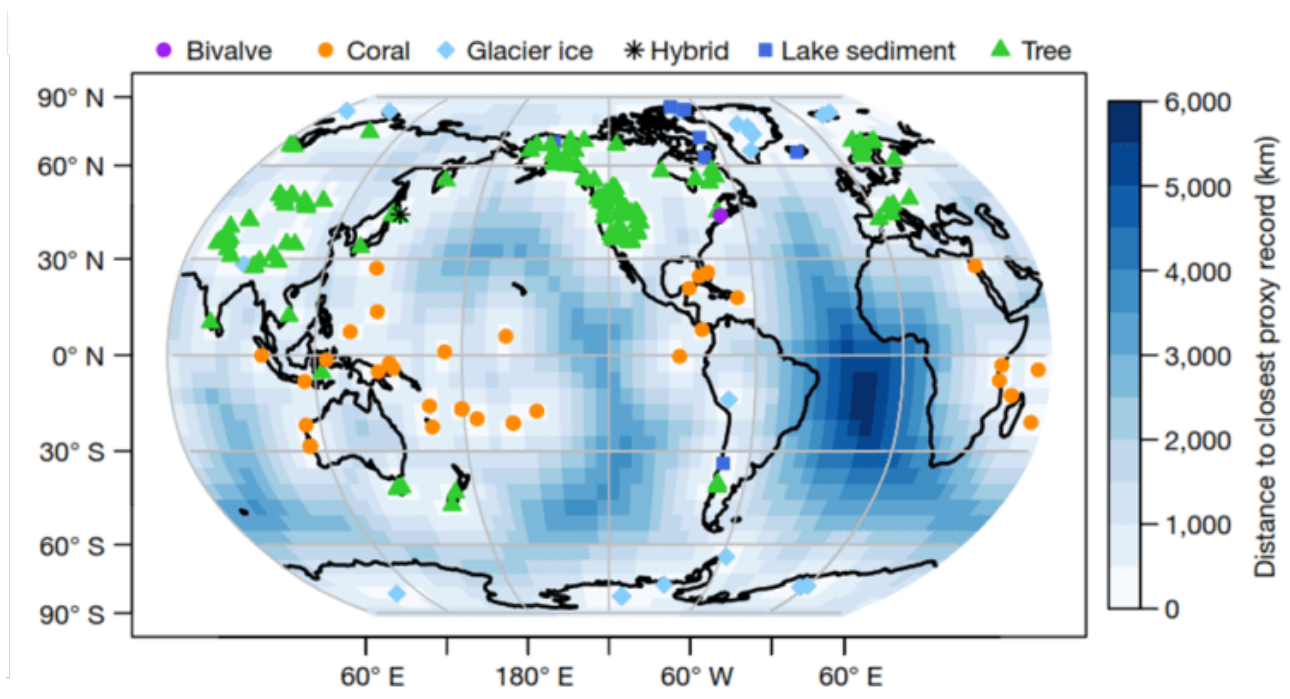 Bivalve Coral Glacier ice Hybrid Lake sediment Tree
90° N
60° N
30° N
0° N
30° S
60° S
90° S
60° E 180° E 60° W 60° E
6,000
5,000
4,000
3,000
2,000
1,000
0
Distance to closest proxy record (km)